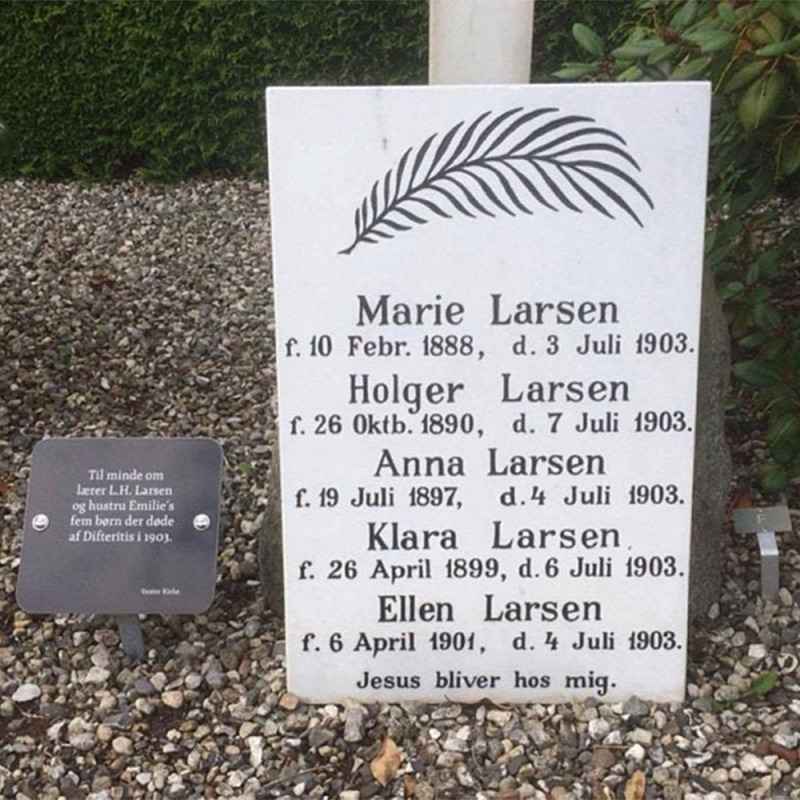 Marie Larsen
f. 10 Febr. 1888, d. 3 Juli 1903.
Holger Larsen
f. 26 Oktb. 1890, d. 7 Juli 1903.
Anna Larsen
f. 19 Juli 1897, d. 4 Juli 1903.
Klara Larsen
f. 26 April 1899, d. 6 Juli 1903.
Ellen Larsen
f. 6 April 1901, d. 4 Juli 1903.
Jesus bliver hos mig.
Til minde om
lærer L.H. Larsen
og hustru Emilie's
fem børn der døde
af Difteritis i 1903.